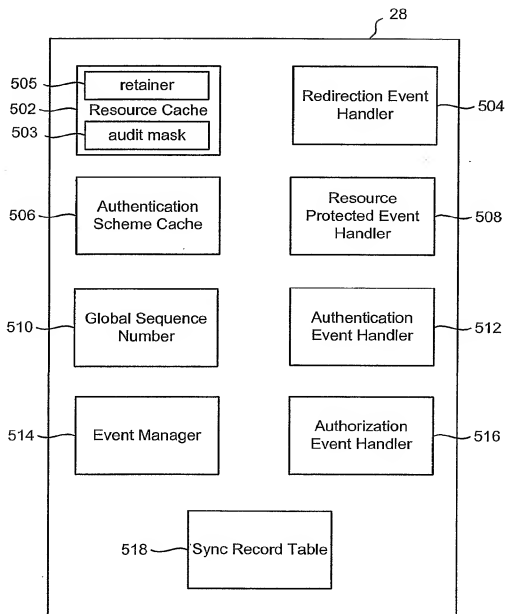 28
505
retainer
502
Resource Cache
503
audit mask
Redirection Event
Handler
504
506
Authentication
Scheme Cache
Resource
Protected Event
Handler
508
510
Global Sequence
Number
Authentication
Event Handler
512
514
Event Manager
Authorization
Event Handler
516
518
Sync Record Table